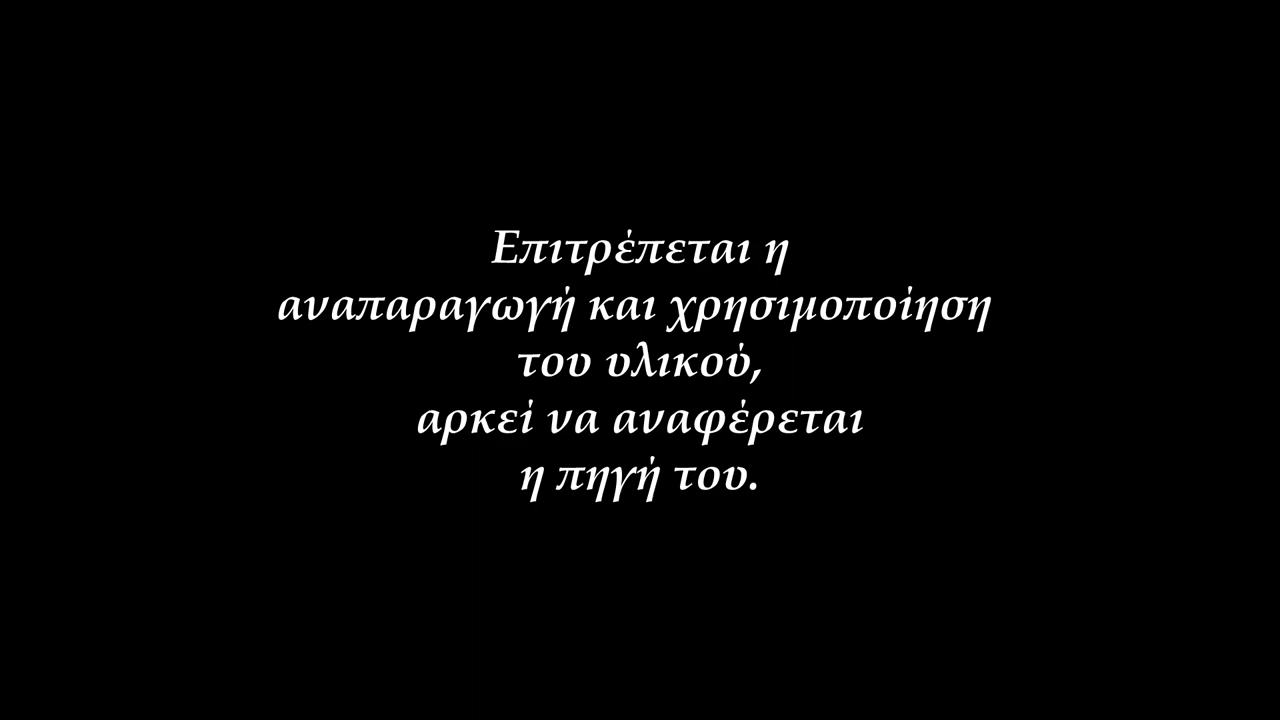 Επιτρέπεται η
αναπαραγωγή και χρησιμοποίηση
του υλικού,
αρκεί να αναφέρεται
η πηγή του.